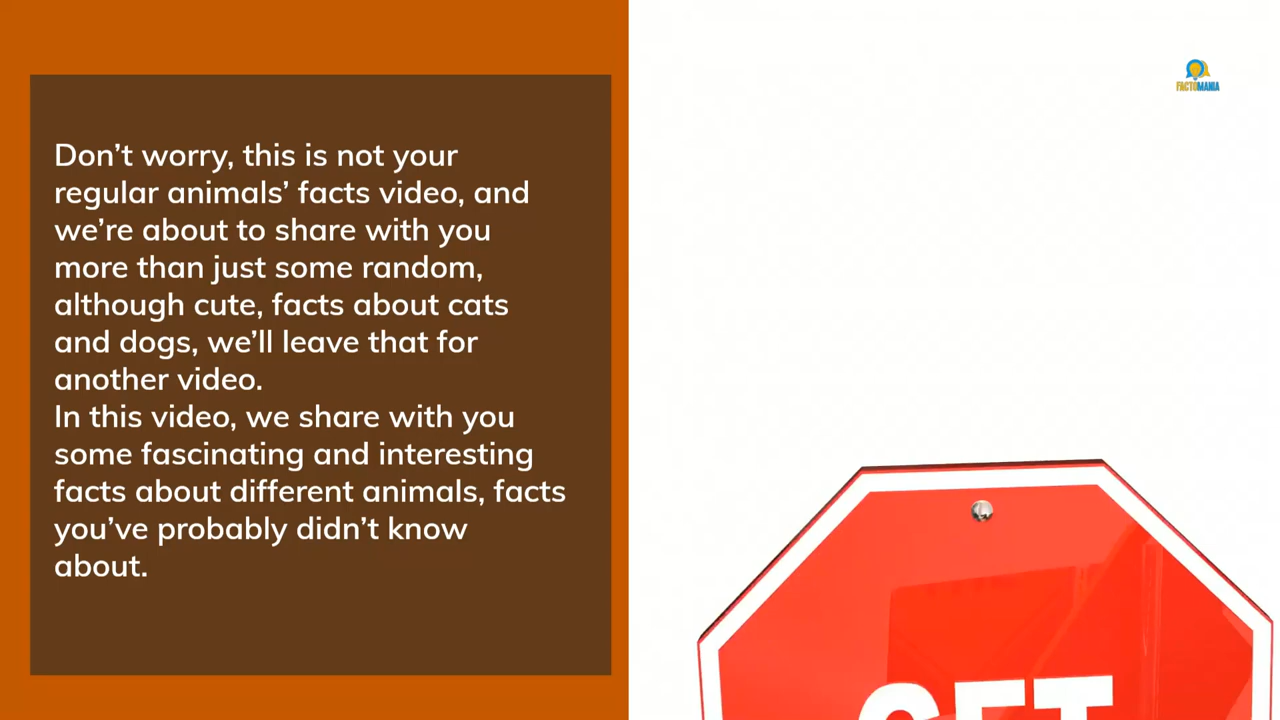 Don’t worry, this is not your
regular animals’ facts video, and
we’re about to share with you
more than just some random,
although cute, facts about cats
and dogs, we’ll leave that for
another video.
In this video, we share with you
some fascinating and interesting
facts about different animals, facts
you’ve probably didn’t know
about.
FACTOMANIA
GET